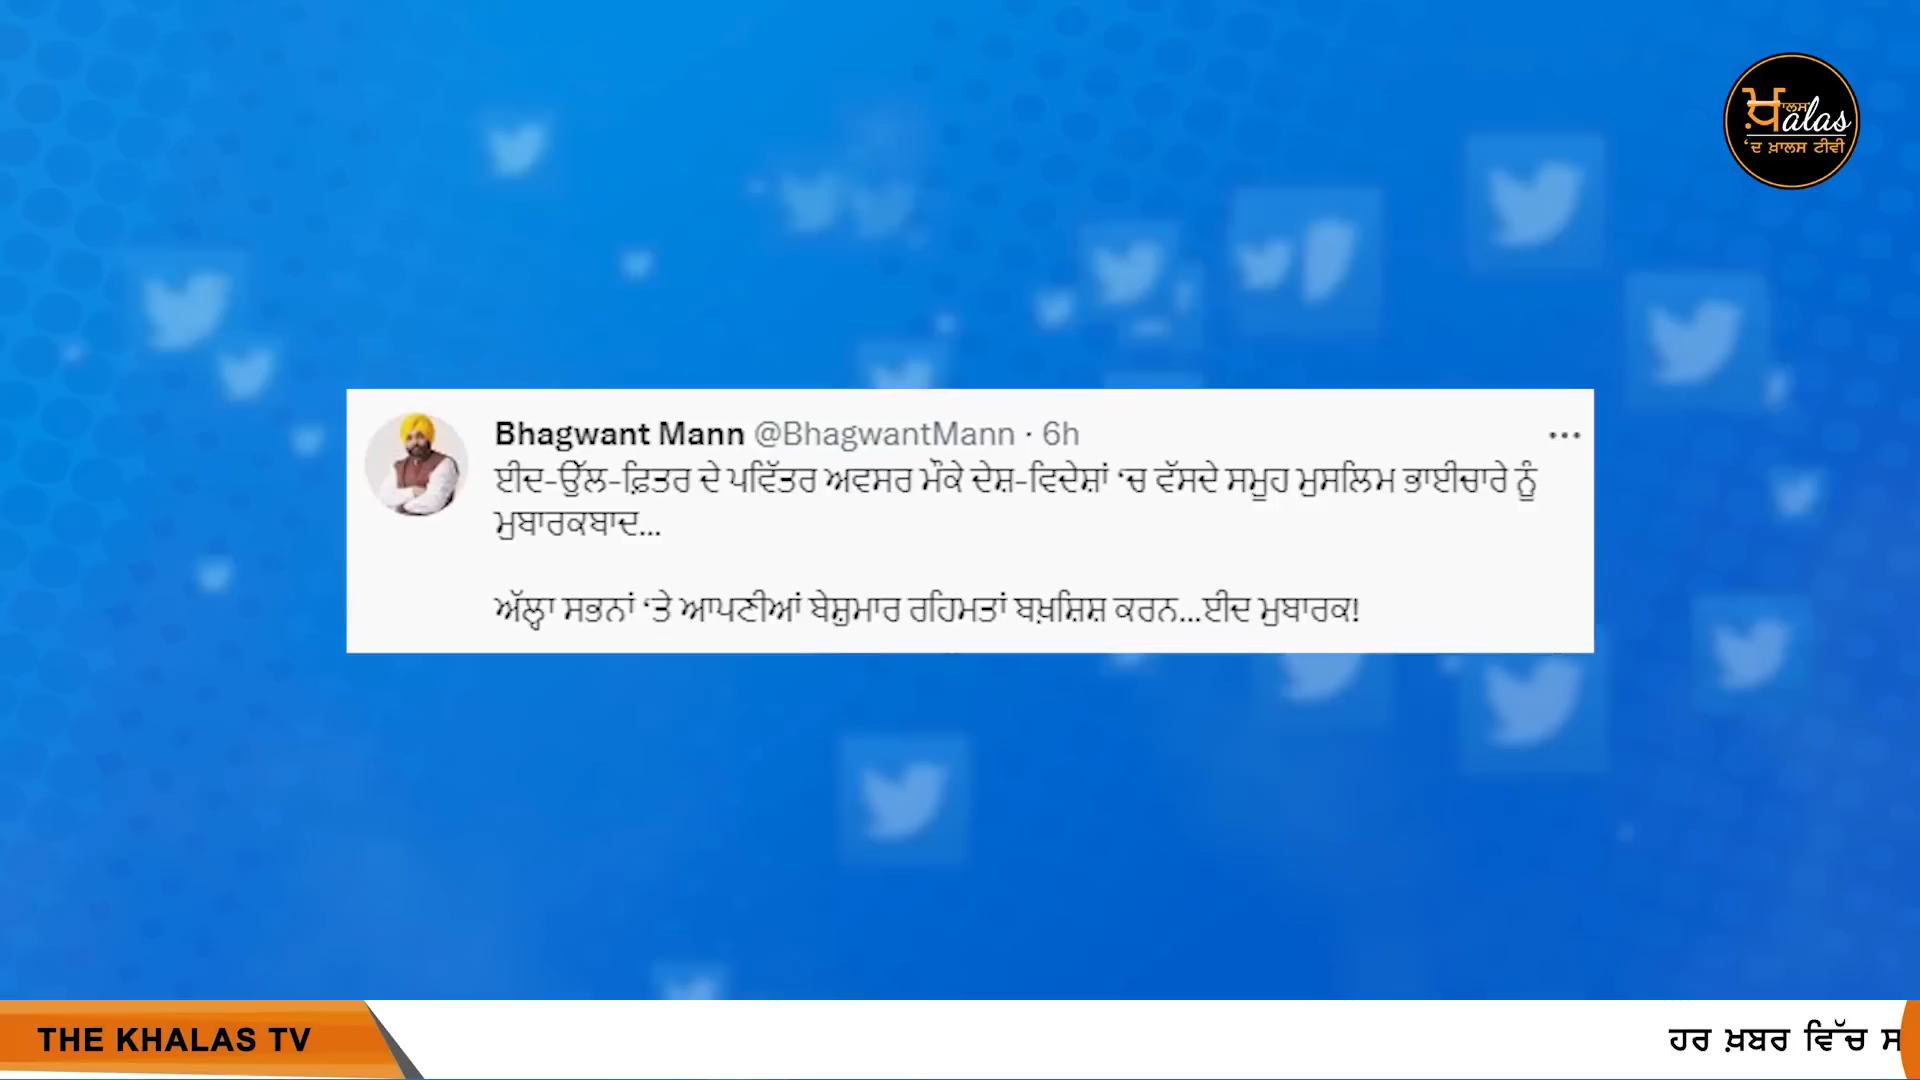 ਖ਼ਾਲਸ
alas
'ਦ ਖ਼ਾਲਸ ਟੀਵੀ
Bhagwant Mann @BhagwantMann · 6h
ਈਦ-ਉੱਲ-ਫ਼ਿਤਰ ਦੇ ਪਵਿੱਤਰ ਅਵਸਰ ਮੌਕੇ ਦੇਸ਼-ਵਿਦੇਸ਼ਾਂ ‘ਚ ਵੱਸਦੇ ਸਮੂਹ ਮੁਸਲਿਮ ਭਾਈਚਾਰੇ ਨੂੰ
ਮੁਬਾਰਕਬਾਦ...
ਅੱਲ੍ਹਾ ਸਭਨਾਂ ‘ਤੇ ਆਪਣੀਆਂ ਬੇਸ਼ੁਮਾਰ ਰਹਿਮਤਾਂ ਬਖ਼ਸ਼ਿਸ਼ ਕਰਨ...ਈਦ ਮੁਬਾਰਕ!
THE KHALAS TV
ਹਰ ਖ਼ਬਰ ਵਿੱਚ ਸ